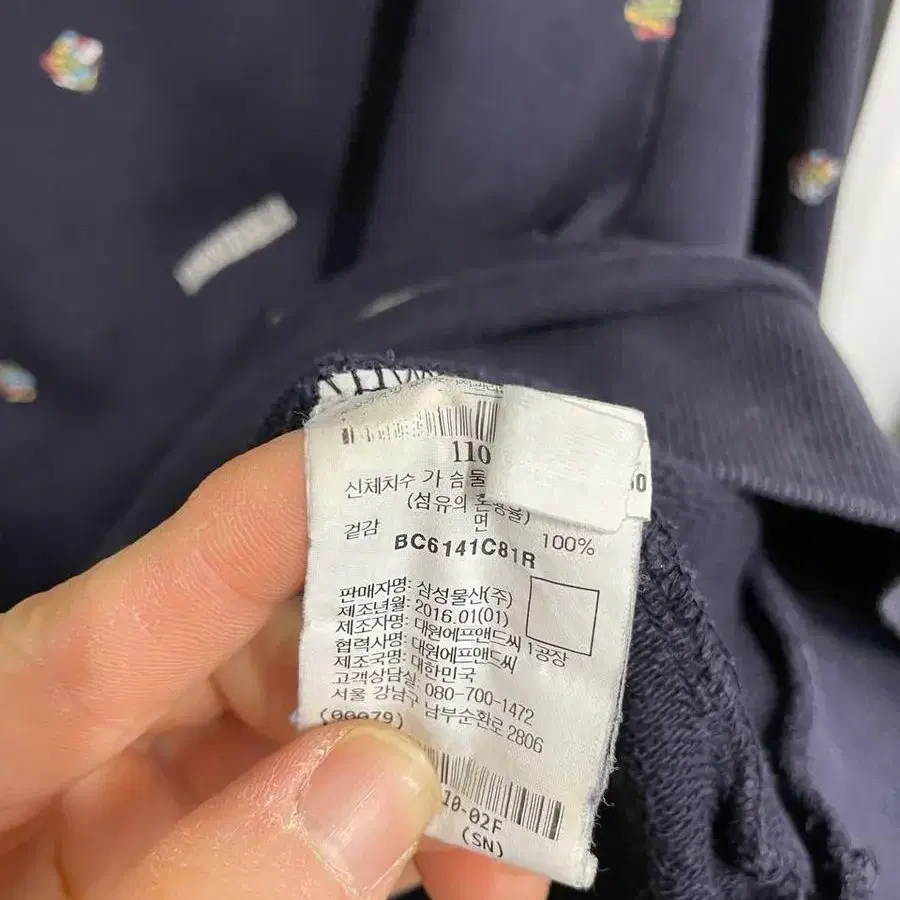 110
신체치수 가 슴 둘
(섬유의 혼용율)
겉감 면 100%
BC6141C81R
판매자명: 삼성물산(주)
제조년월: 2016.01(01)
제조자명: 대원에프앤드씨 1공장
협력사명: 대원에프앤드씨
제조국명: 대한민국
고객상담실: 080-700-1472
서울 강남구 남부순환로 2806
(00079)
10-02F
(SN)